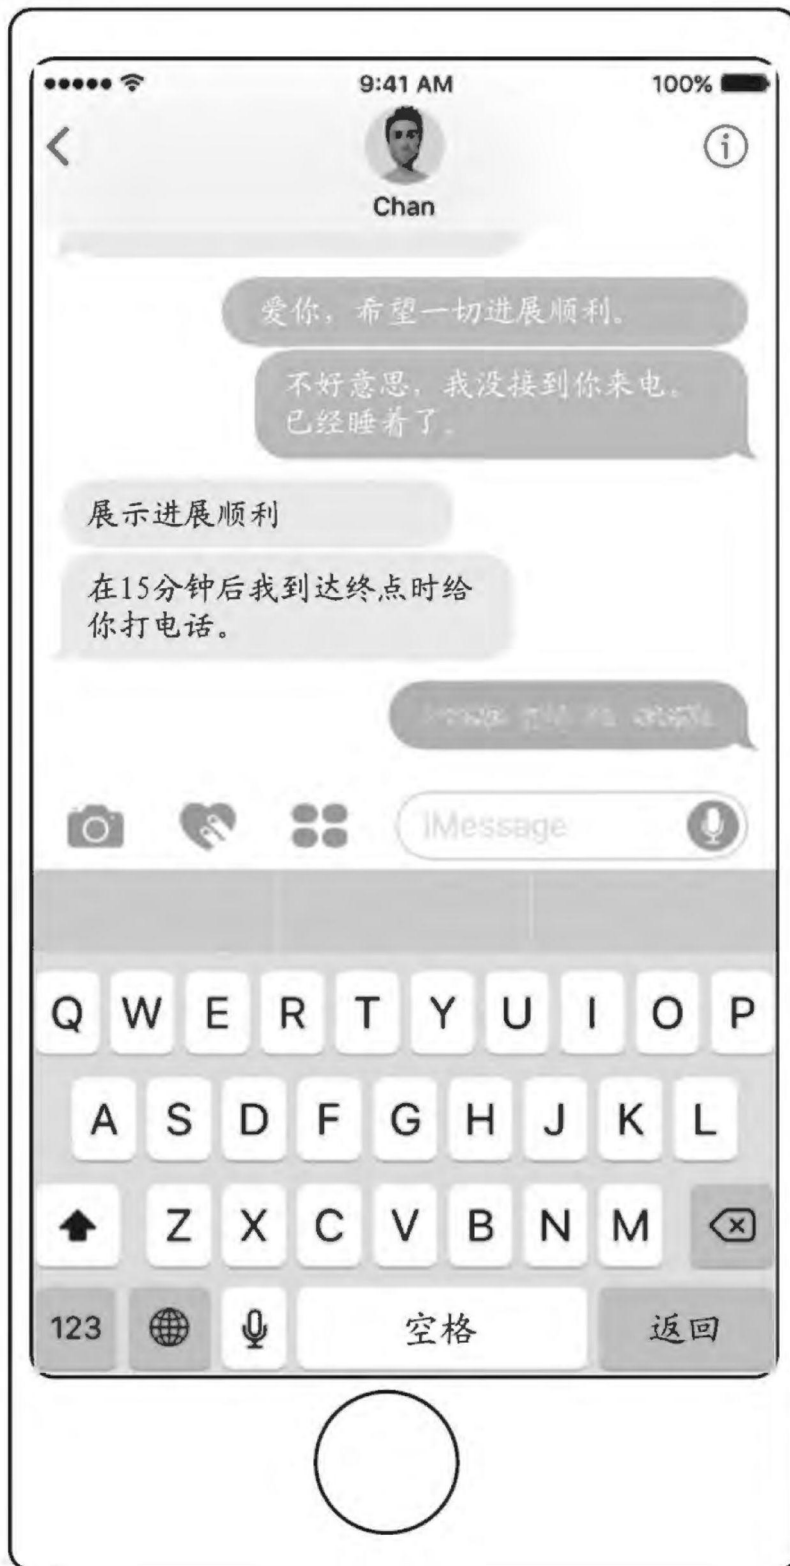 9:41 AM 100%
Chan
爱你，希望一切进展顺利。
不好意思，我没接到你来电。
已经睡着了。
展示进展顺利
在15分钟后我到达终点时给
你打电话。
iMessage
Q W E R T Y U I O P
A S D F G H J K L
Z X C V B N M
123 空格 返回